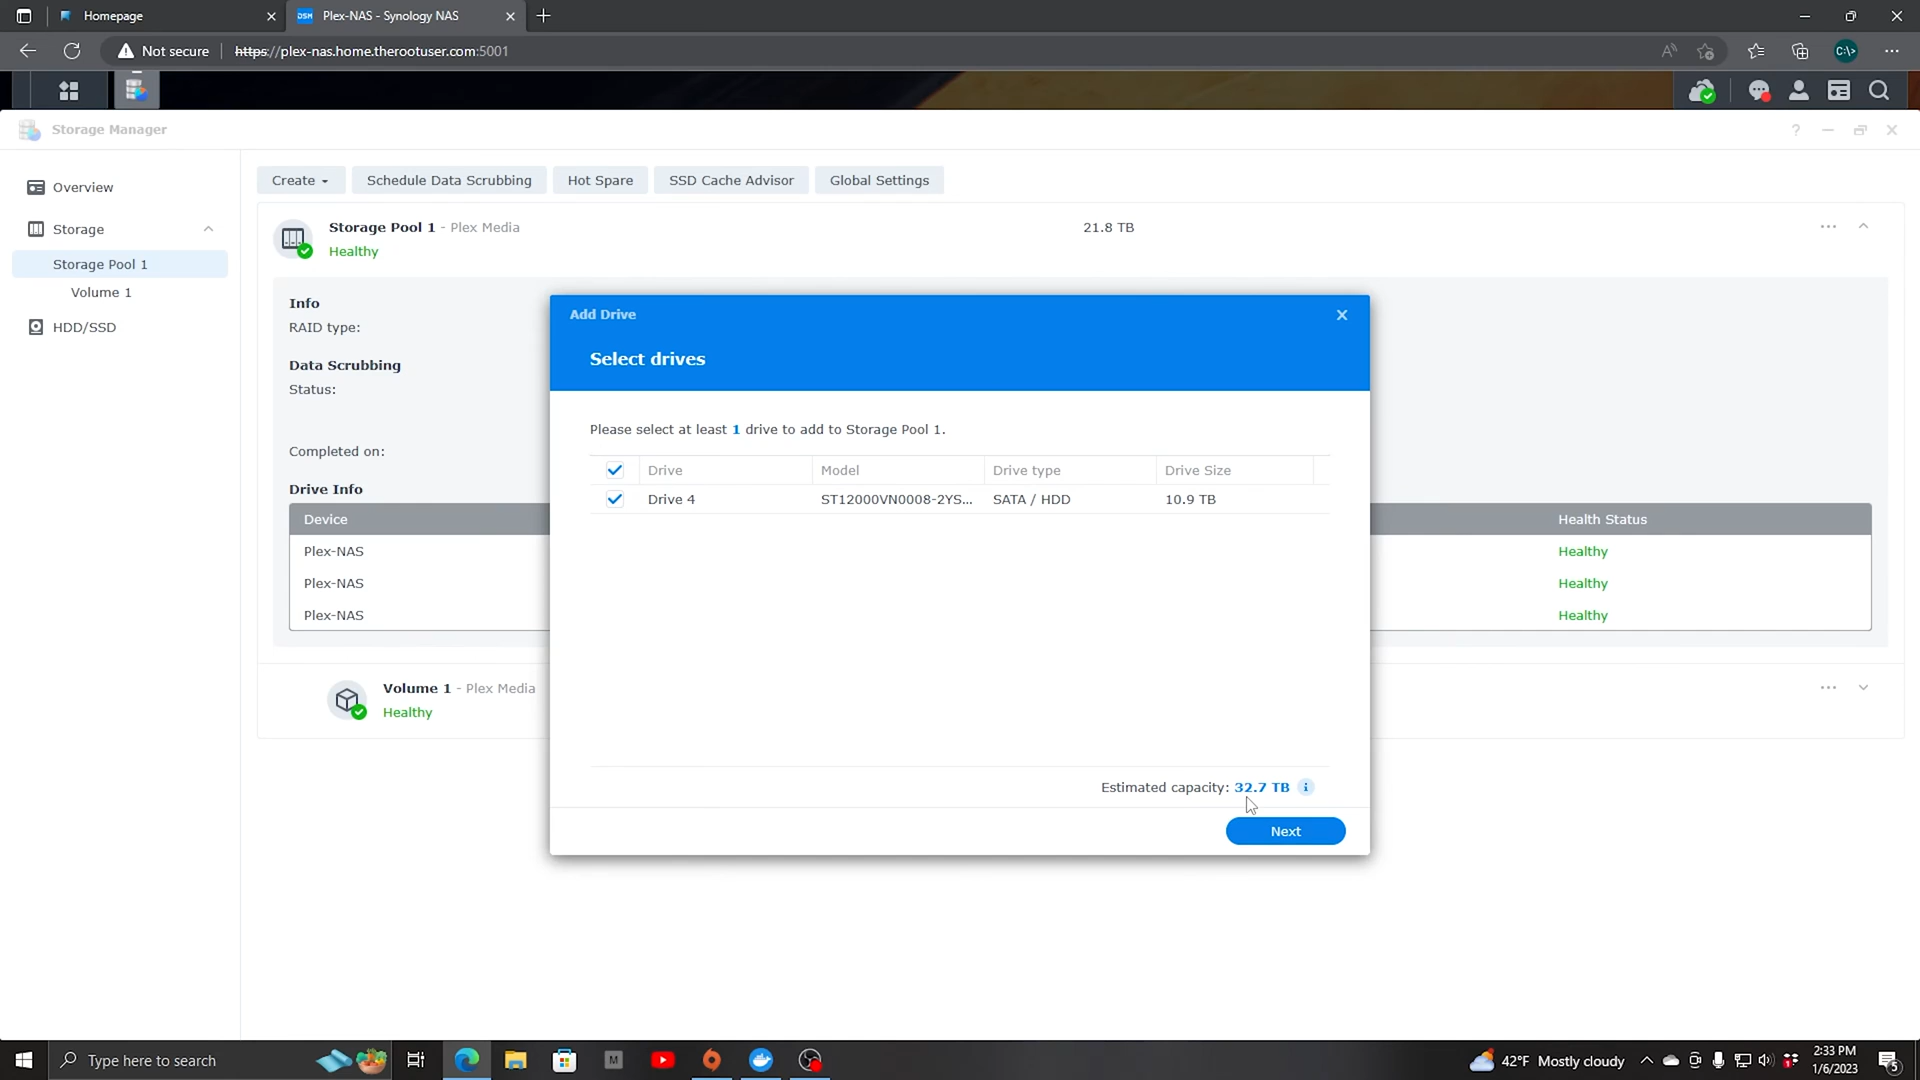 Homepage
Plex-NAS - Synology NAS
Not secure
https://plex-nas.home.therootuser.com:5001
Storage Manager
Overview
Storage
Storage Pool 1
Volume 1
HDD/SSD
Create
Schedule Data Scrubbing
Hot Spare
SSD Cache Advisor
Global Settings
Storage Pool 1 - Plex Media
21.8 TB
Healthy
Info
RAID type:
Data Scrubbing
Status:
Completed on:
Drive Info
Device
Health Status
Plex-NAS
Healthy
Plex-NAS
Healthy
Plex-NAS
Healthy
Volume 1 - Plex Media
Healthy
Add Drive
Select drives
Please select at least 1 drive to add to Storage Pool 1.
Drive Model Drive type Drive Size
Drive 4 ST12000VN0008-2YS... SATA / HDD 10.9 TB
Estimated capacity: 32.7 TB
Next
Type here to search
42°F Mostly cloudy
2:33 PM
1/6/2023
5